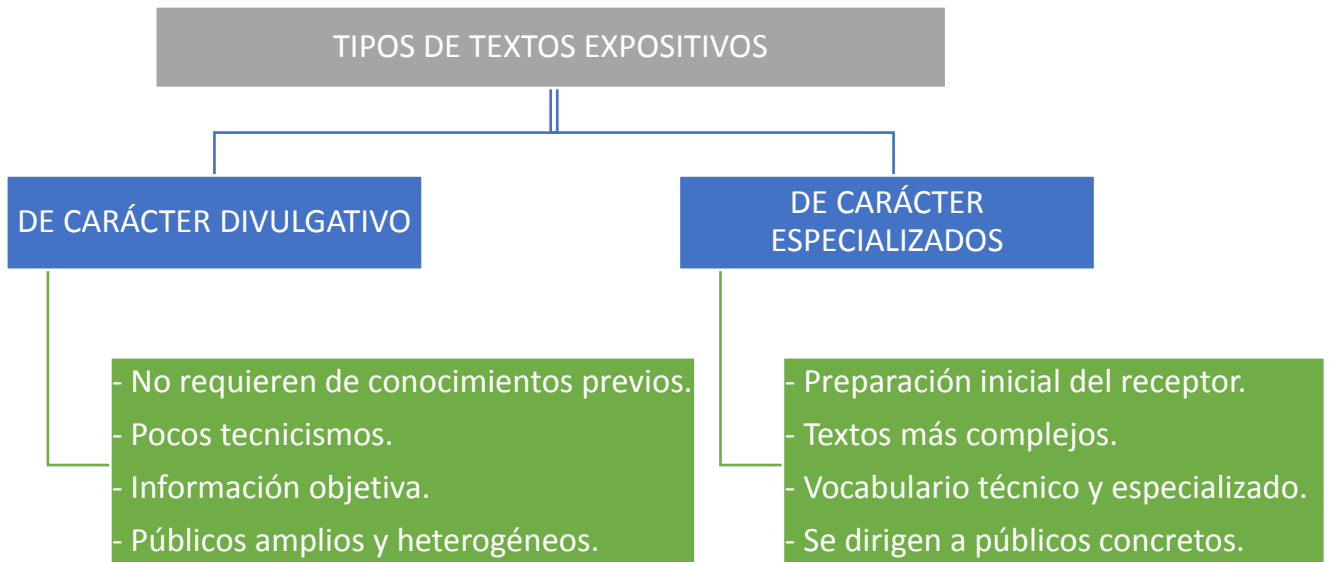 TIPOS DE TEXTOS EXPOSITIVOS
DE CARÁCTER DIVULGATIVO
DE CARÁCTER
ESPECIALIZADOS
- No requieren de conocimientos previos.
- Pocos tecnicismos.
- Información objetiva.
- Públicos amplios y heterogéneos.
- Preparación inicial del receptor.
- Textos más complejos.
- Vocabulario técnico y especializado.
- Se dirigen a públicos concretos.